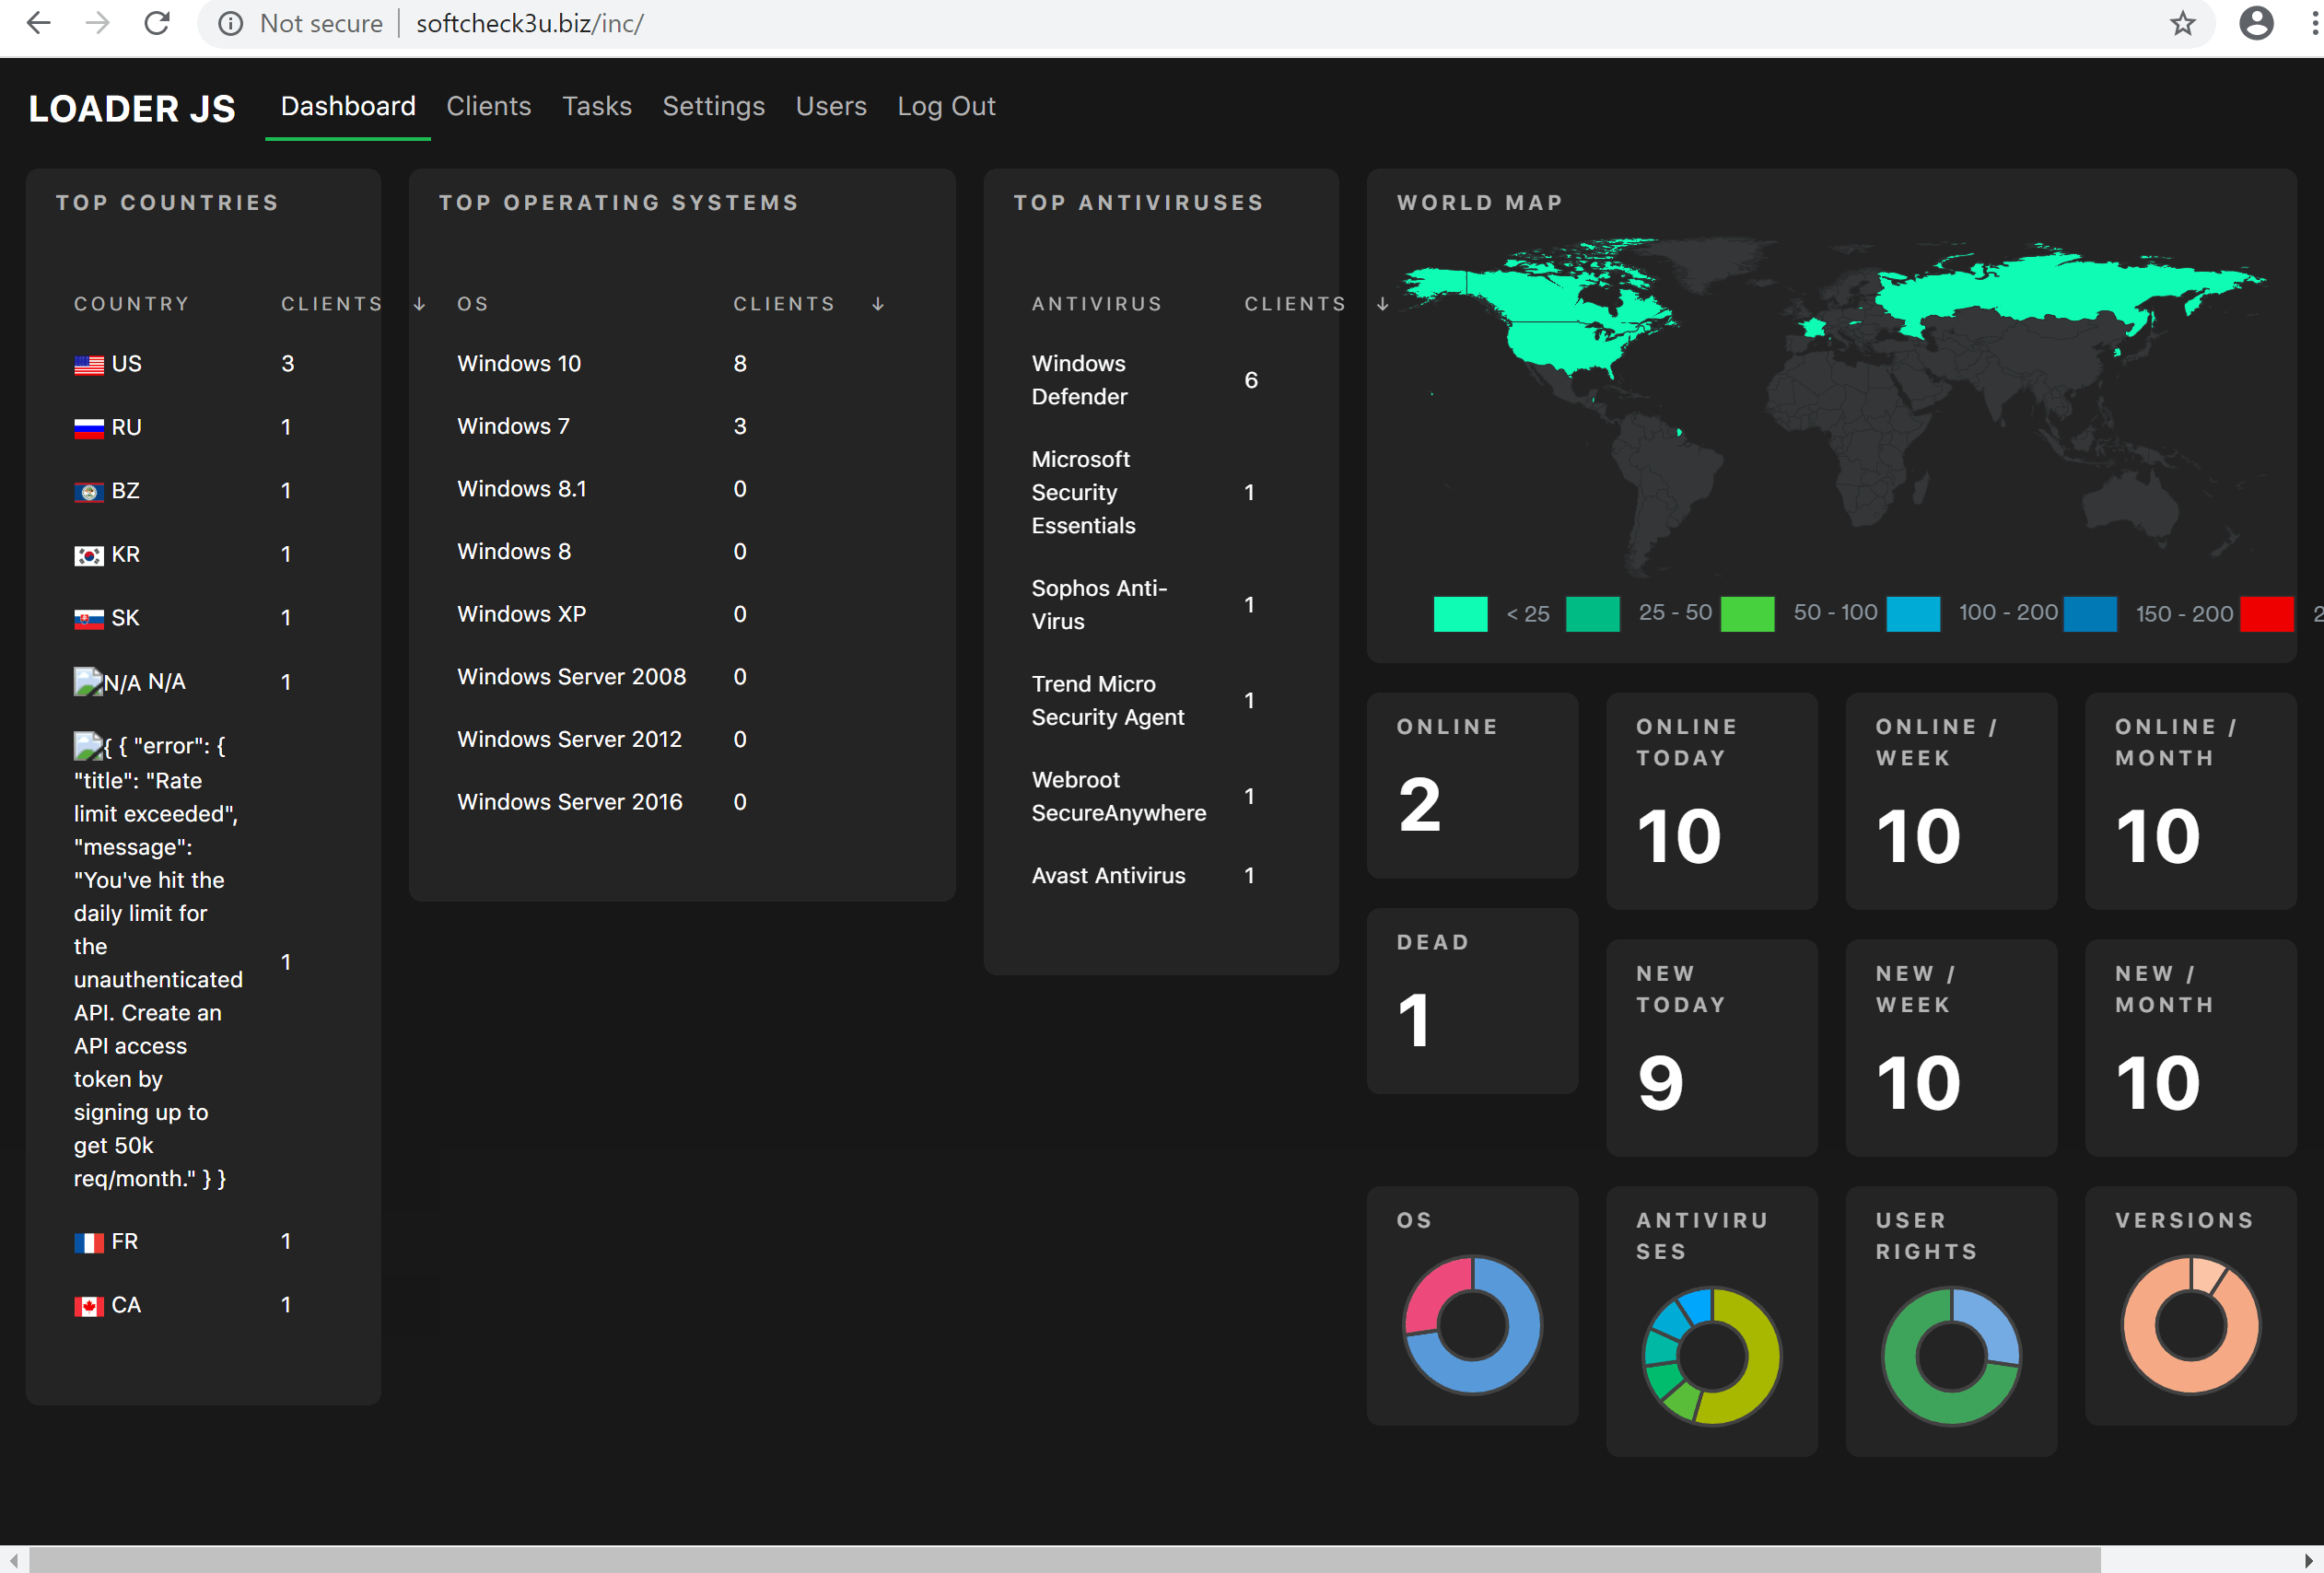 Not secure | softcheck3u.biz/inc/
LOADER JS Dashboard Clients Tasks Settings Users Log Out
TOP COUNTRIES
COUNTRY CLIENTS ↓
US 3
RU 1
BZ 1
KR 1
SK 1
N/A N/A 1
{ { "error": {
"title": "Rate
limit exceeded",
"message":
"You've hit the
daily limit for
the
unauthenticated 1
API. Create an
API access
token by
signing up to
get 50k
req/month." } }
FR 1
CA 1
TOP OPERATING SYSTEMS
OS CLIENTS ↓
Windows 10 8
Windows 7 3
Windows 8.1 0
Windows 8 0
Windows XP 0
Windows Server 2008 0
Windows Server 2012 0
Windows Server 2016 0
TOP ANTIVIRUSES
ANTIVIRUS CLIENTS ↓
Windows
Defender 6
Microsoft
Security 1
Essentials
Sophos Anti-
Virus 1
Trend Micro
Security Agent 1
Webroot
SecureAnywhere 1
Avast Antivirus 1
WORLD MAP
< 25 25 - 50 50 - 100 100 - 200 150 - 200
ONLINE
2
ONLINE
TODAY
10
ONLINE /
WEEK
10
ONLINE /
MONTH
10
DEAD
1
NEW
TODAY
9
NEW /
WEEK
10
NEW /
MONTH
10
OS
ANTIVIRU
SES
USER
RIGHTS
VERSIONS